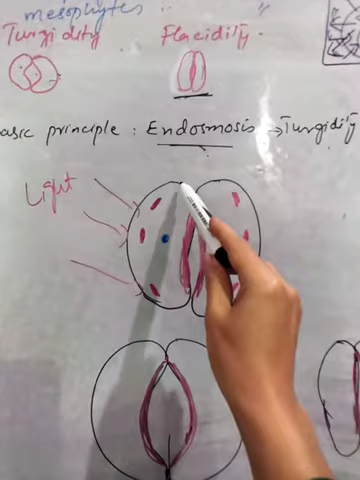 mesophytes
Turgidity Flacidity
asic principle : Endosmosis → Turgidity
Light